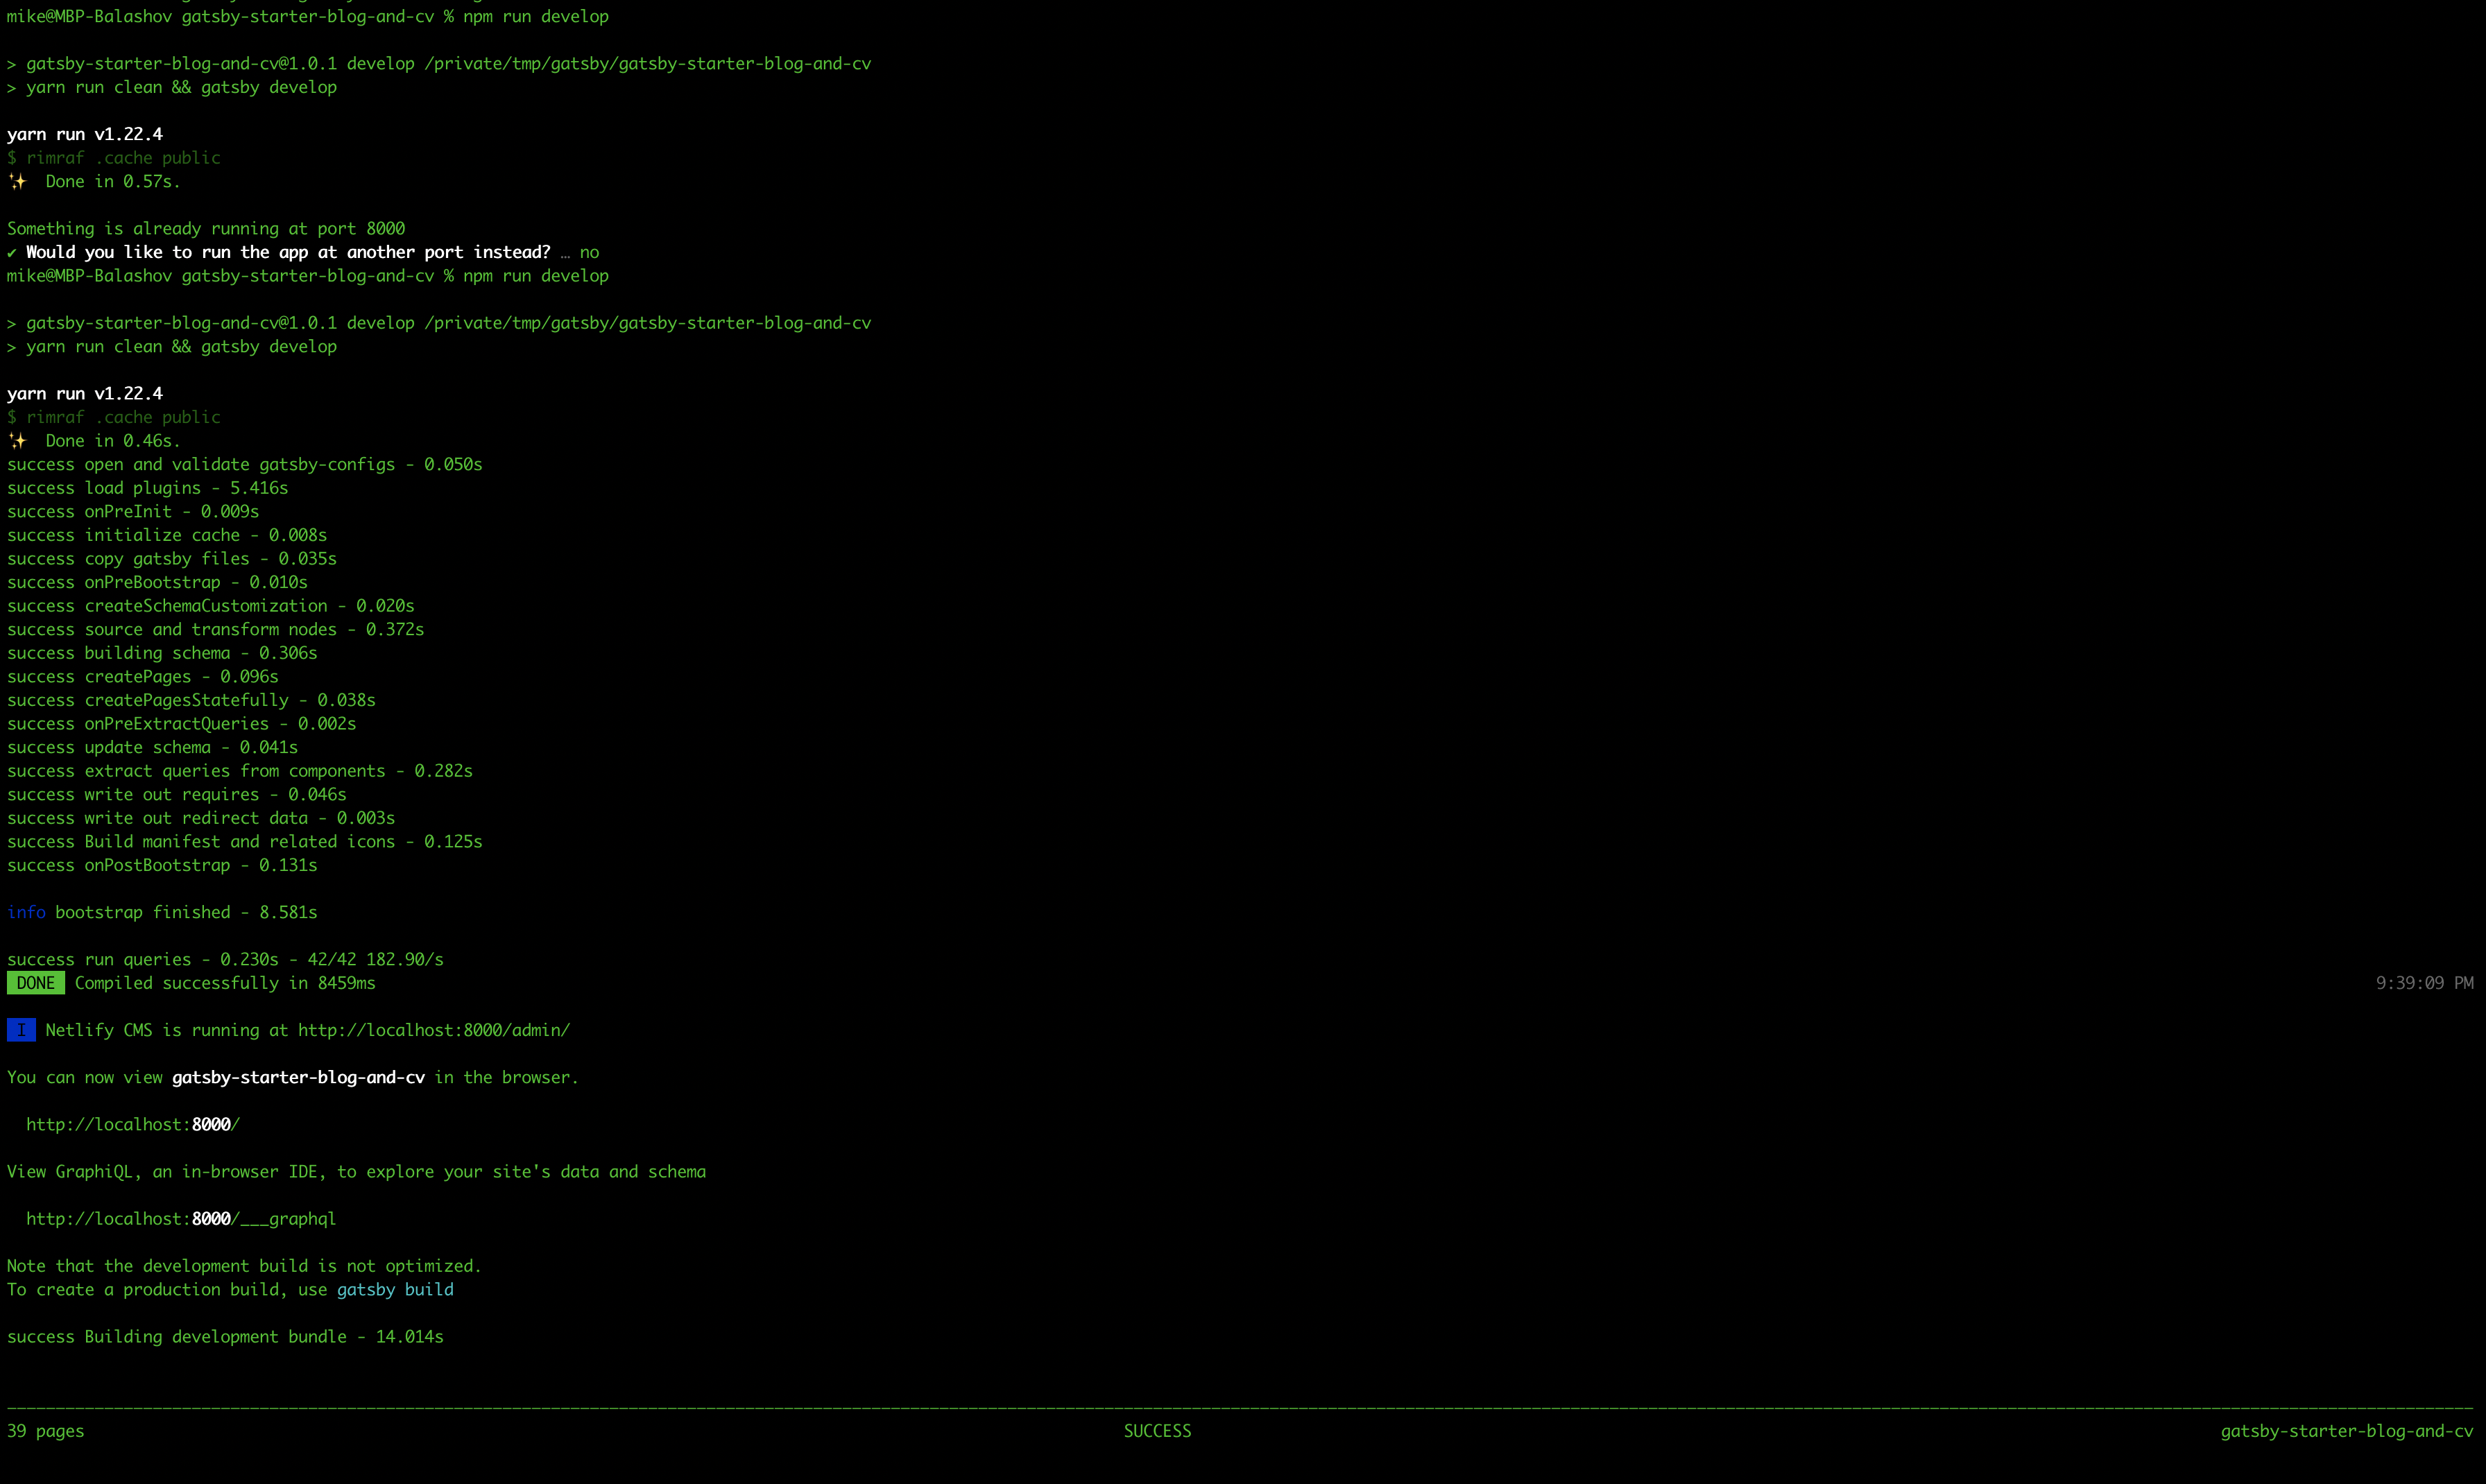 mike@MBP-Balashov gatsby-starter-blog-and-cv % npm run develop
> gatsby-starter-blog-and-cv@1.0.1 develop /private/tmp/gatsby/gatsby-starter-blog-and-cv
> yarn run clean && gatsby develop
yarn run v1.22.4
$ rimraf .cache public
✨  Done in 0.57s.
Something is already running at port 8000
✔ Would you like to run the app at another port instead? … no
mike@MBP-Balashov gatsby-starter-blog-and-cv % npm run develop
> gatsby-starter-blog-and-cv@1.0.1 develop /private/tmp/gatsby/gatsby-starter-blog-and-cv
> yarn run clean && gatsby develop
yarn run v1.22.4
$ rimraf .cache public
✨  Done in 0.46s.
success open and validate gatsby-configs - 0.050s
success load plugins - 5.416s
success onPreInit - 0.009s
success initialize cache - 0.008s
success copy gatsby files - 0.035s
success onPreBootstrap - 0.010s
success createSchemaCustomization - 0.020s
success source and transform nodes - 0.372s
success building schema - 0.306s
success createPages - 0.096s
success createPagesStatefully - 0.038s
success onPreExtractQueries - 0.002s
success update schema - 0.041s
success extract queries from components - 0.282s
success write out requires - 0.046s
success write out redirect data - 0.003s
success Build manifest and related icons - 0.125s
success onPostBootstrap - 0.131s
info bootstrap finished - 8.581s
success run queries - 0.230s - 42/42 182.90/s
DONE Compiled successfully in 8459ms 9:39:09 PM
I Netlify CMS is running at http://localhost:8000/admin/
You can now view gatsby-starter-blog-and-cv in the browser.
http://localhost:8000/
View GraphiQL, an in-browser IDE, to explore your site's data and schema
http://localhost:8000/___graphql
Note that the development build is not optimized.
To create a production build, use gatsby build
success Building development bundle - 14.014s
39 pages SUCCESS gatsby-starter-blog-and-cv